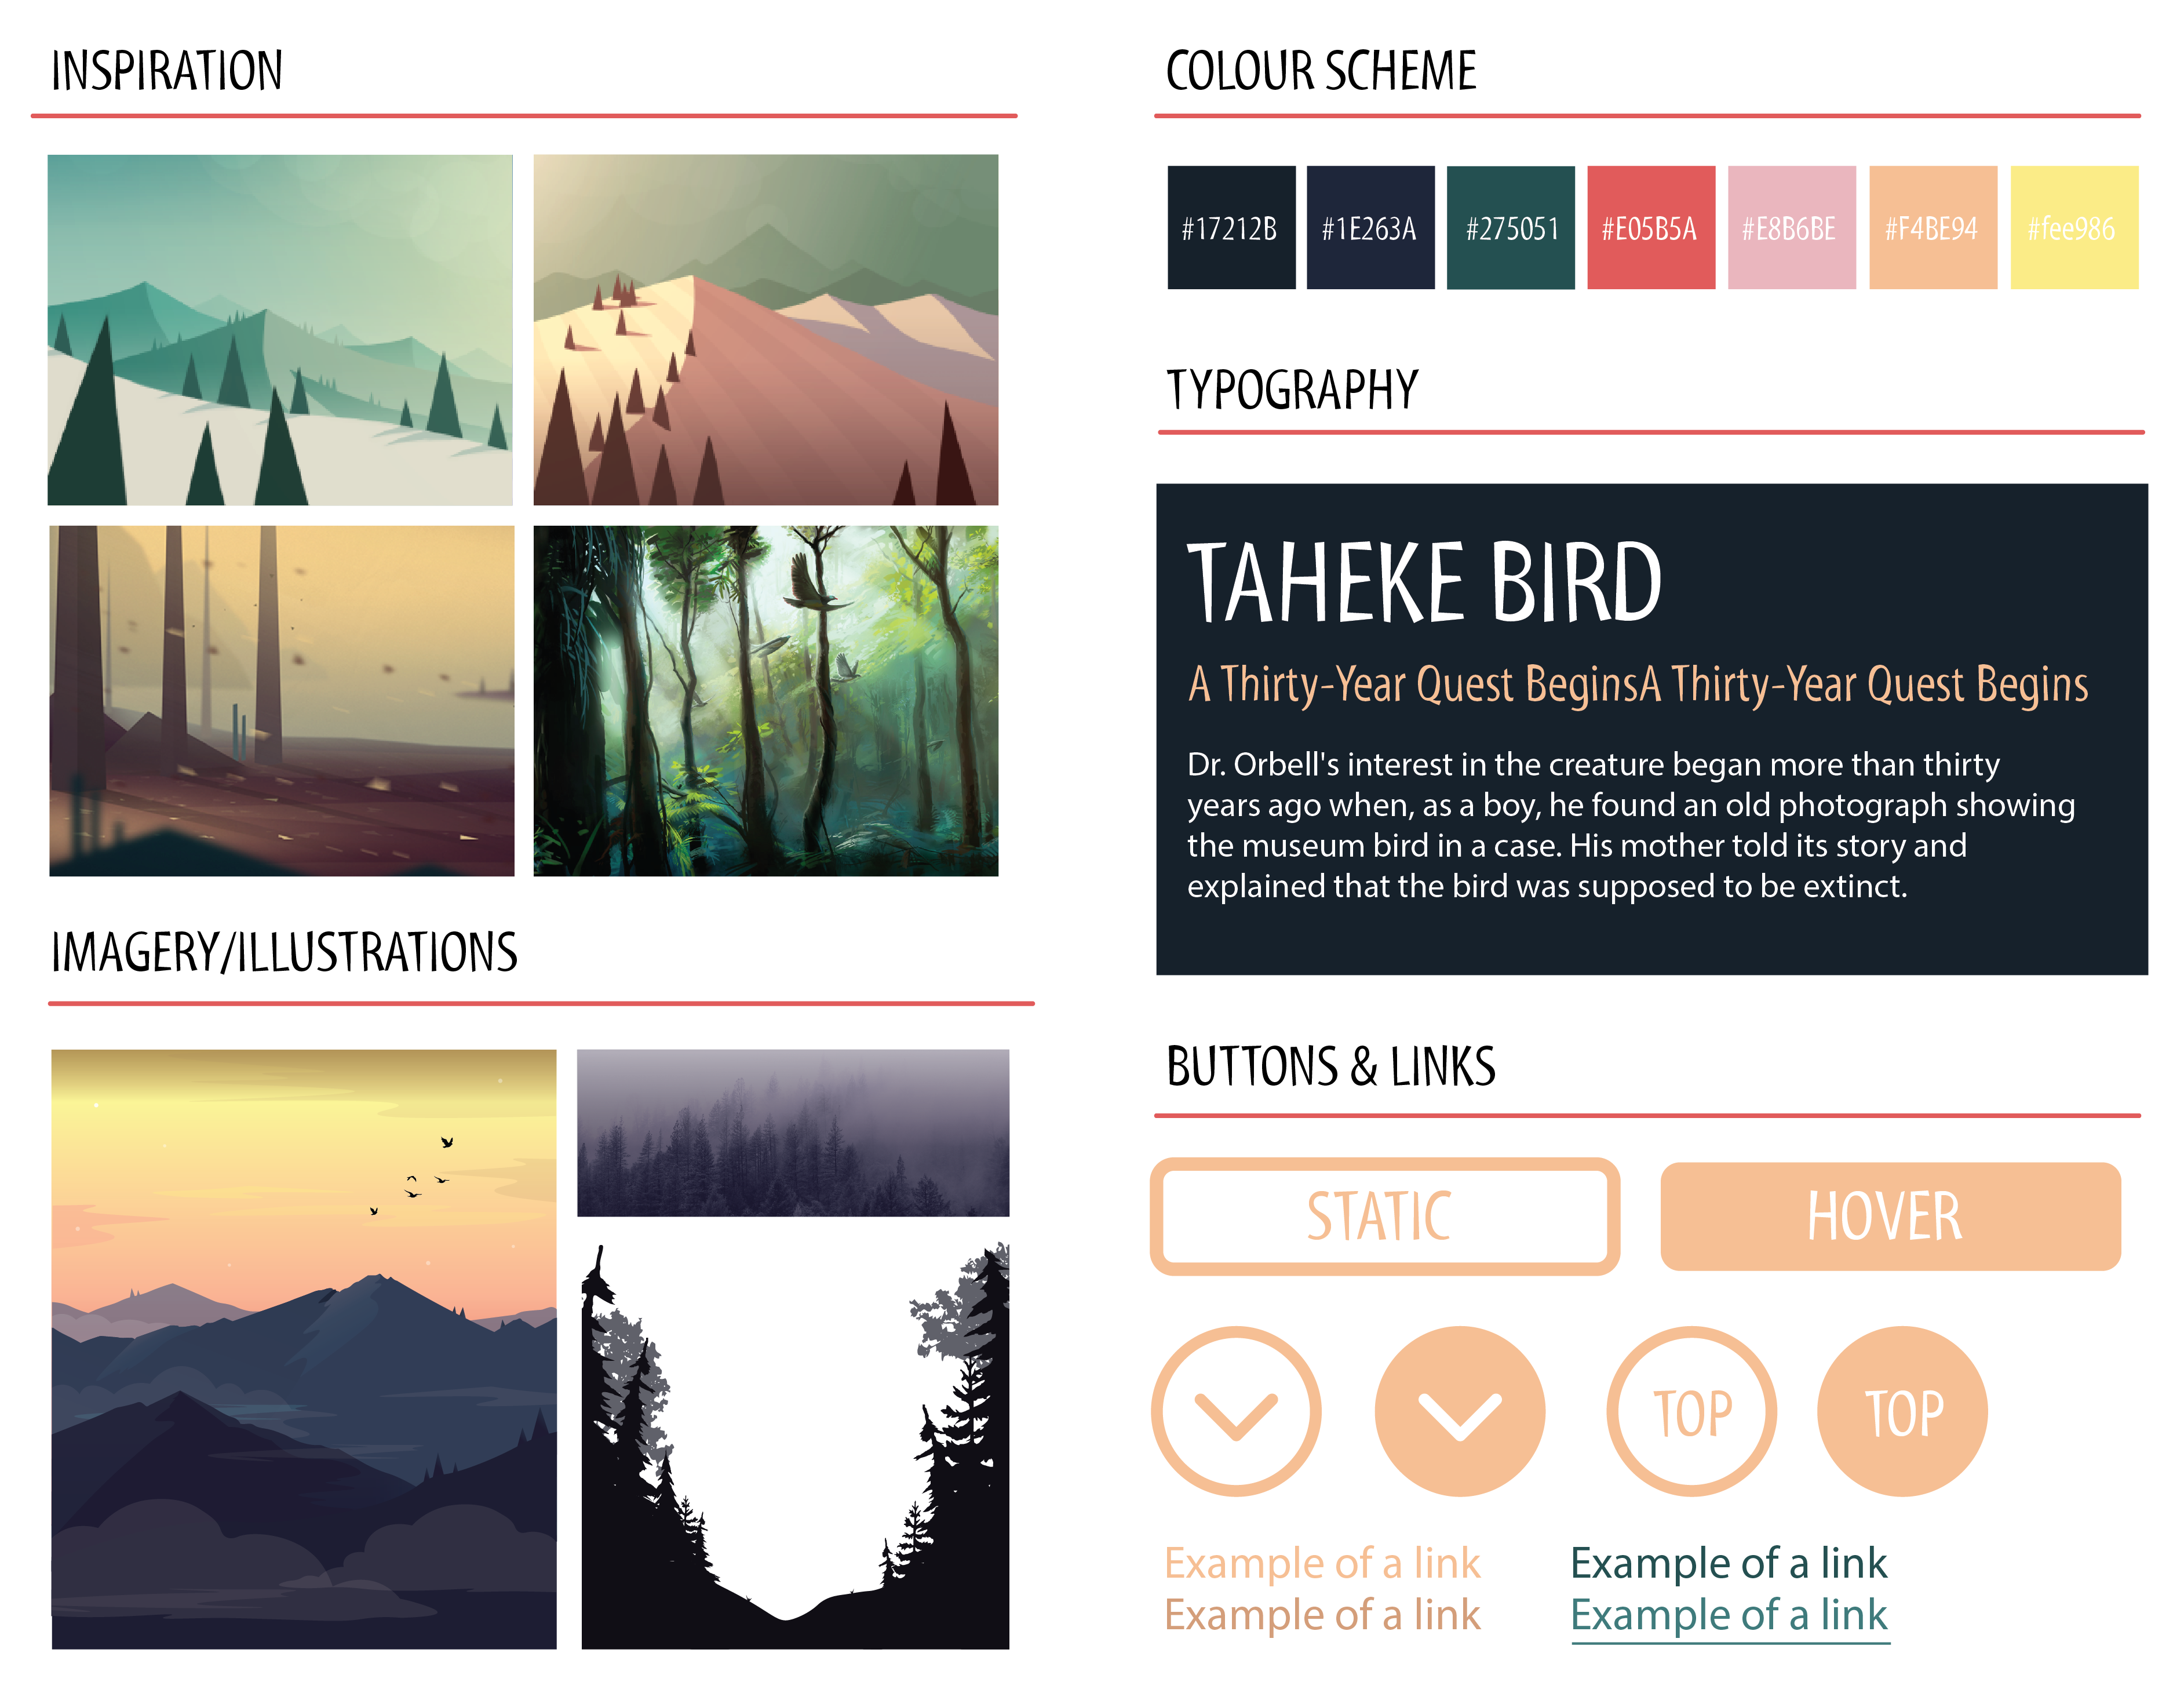 INSPIRATION
IMAGERY/ILLUSTRATIONS
COLOUR SCHEME
#17212B
#1E263A
#275051
#E05B5A
#E8B6BE
#F4BE94
#fee986
TYPOGRAPHY
TAHEKE BIRD
A Thirty-Year Quest BeginsA Thirty-Year Quest Begins
Dr. Orbell's interest in the creature began more than thirty
years ago when, as a boy, he found an old photograph showing
the museum bird in a case. His mother told its story and
explained that the bird was supposed to be extinct.
BUTTONS & LINKS
STATIC
HOVER
TOP
TOP
Example of a link
Example of a link
Example of a link
Example of a link